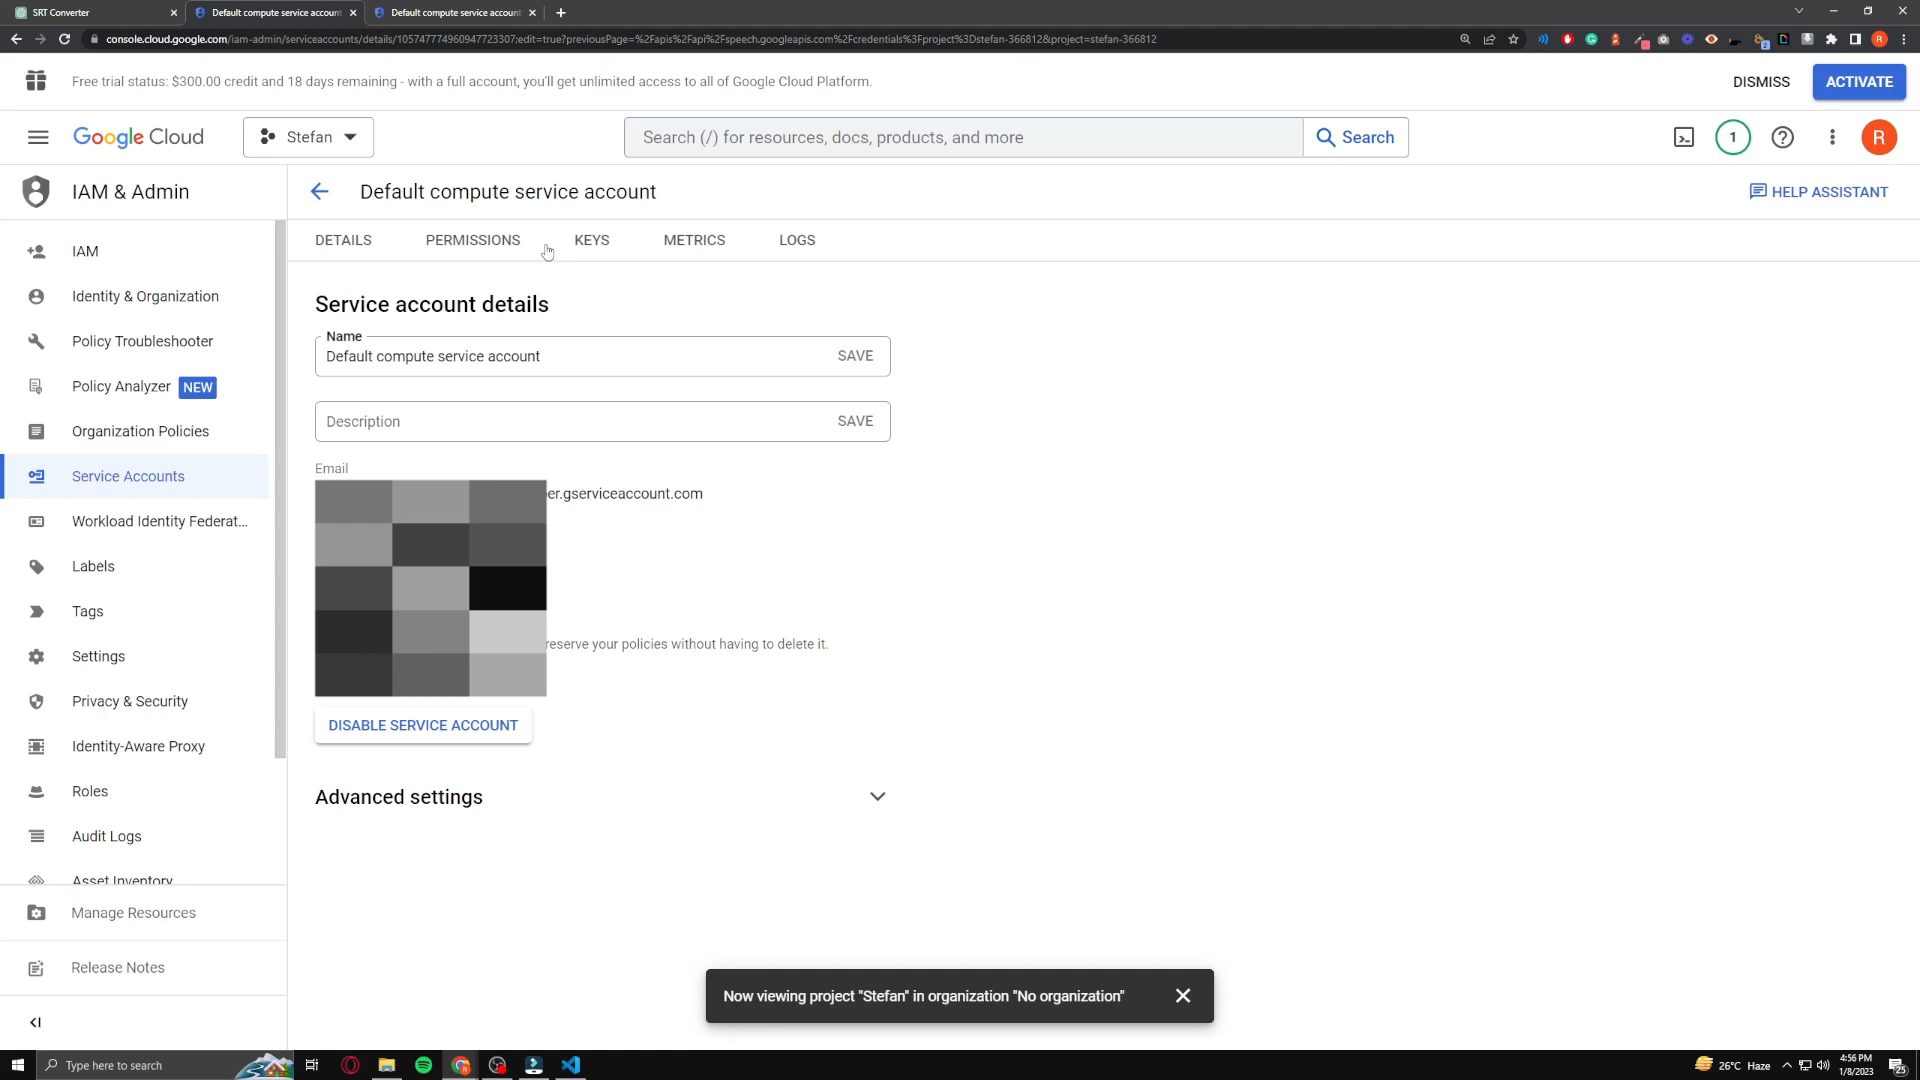 SRT Converter
Default compute service account
Default compute service account
console.cloud.google.com/iam-admin/serviceaccounts/details/105747774960947723307;edit=true?previousPage=%2Fapis%2Fapi%2Fspeech.googleapis.com%2Fcredentials%3Fproject%3Dstefan-366812&project=stefan-366812
Free trial status: $300.00 credit and 18 days remaining - with a full account, you'll get unlimited access to all of Google Cloud Platform.
DISMISS
ACTIVATE
Google Cloud
Stefan
Search (/) for resources, docs, products, and more
Search
1
R
IAM & Admin
Default compute service account
HELP ASSISTANT
DETAILS
PERMISSIONS
KEYS
METRICS
LOGS
IAM
Identity & Organization
Policy Troubleshooter
Policy Analyzer NEW
Organization Policies
Service Accounts
Workload Identity Federat...
Labels
Tags
Settings
Privacy & Security
Identity-Aware Proxy
Roles
Audit Logs
Asset Inventory
Manage Resources
Release Notes
Service account details
Name
Default compute service account
SAVE
Description
SAVE
Email
er.gserviceaccount.com
reserve your policies without having to delete it.
DISABLE SERVICE ACCOUNT
Advanced settings
Now viewing project "Stefan" in organization "No organization"
Type here to search
26°C Haze
4:56 PM
1/8/2023
25